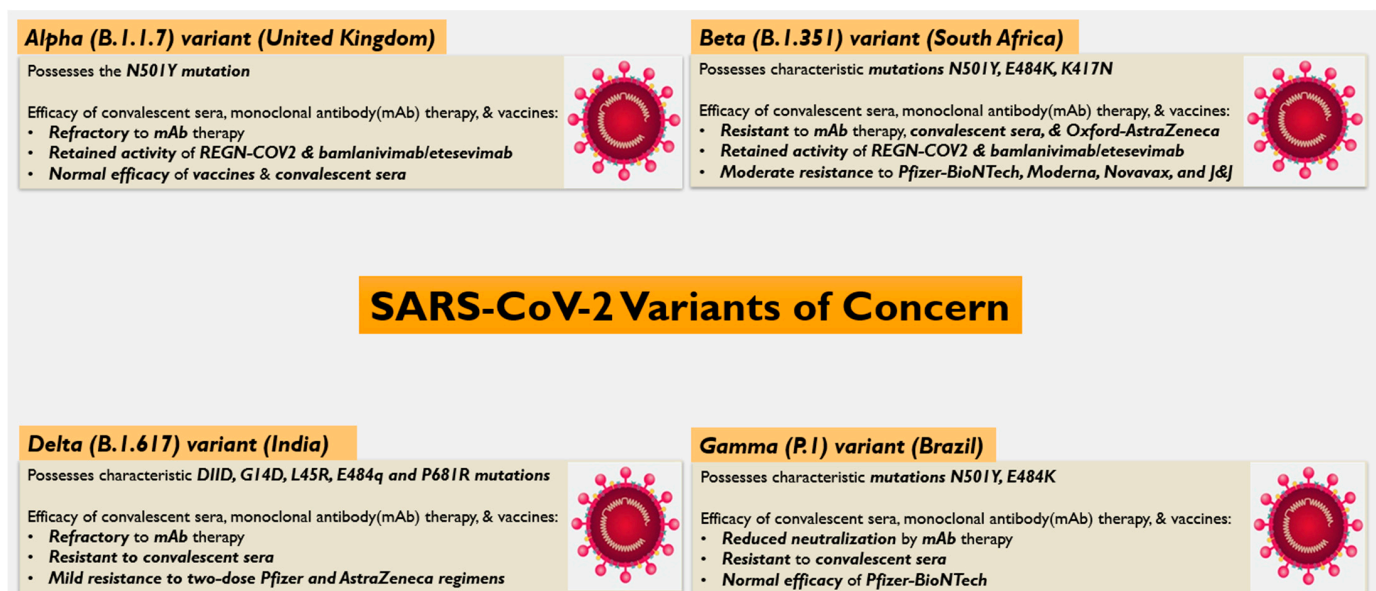 Alpha (B.1.1.7) variant (United Kingdom)
Possesses the N501Y mutation
Efficacy of convalescent sera, monoclonal antibody(mAb) therapy, & vaccines:
• Refractory to mAb therapy
• Retained activity of REGN-COV2 & bamlanivimab/etesevimab
• Normal efficacy of vaccines & convalescent sera
Beta (B.1.351) variant (South Africa)
Possesses characteristic mutations N501Y, E484K, K417N
Efficacy of convalescent sera, monoclonal antibody(mAb) therapy, & vaccines:
• Resistant to mAb therapy, convalescent sera, & Oxford-AstraZeneca
• Retained activity of REGN-COV2 & bamlanivimab/etesevimab
• Moderate resistance to Pfizer-BioNTech, Moderna, Novavax, and J&J
SARS-CoV-2 Variants of Concern
Delta (B.1.617) variant (India)
Possesses characteristic DIID, G14D, L45R, E484q and P681R mutations
Efficacy of convalescent sera, monoclonal antibody(mAb) therapy, & vaccines:
• Refractory to mAb therapy
• Resistant to convalescent sera
• Mild resistance to two-dose Pfizer and AstraZeneca regimens
Gamma (P.1) variant (Brazil)
Possesses characteristic mutations N501Y, E484K
Efficacy of convalescent sera, monoclonal antibody(mAb) therapy, & vaccines:
• Reduced neutralization by mAb therapy
• Resistant to convalescent sera
• Normal efficacy of Pfizer-BioNTech